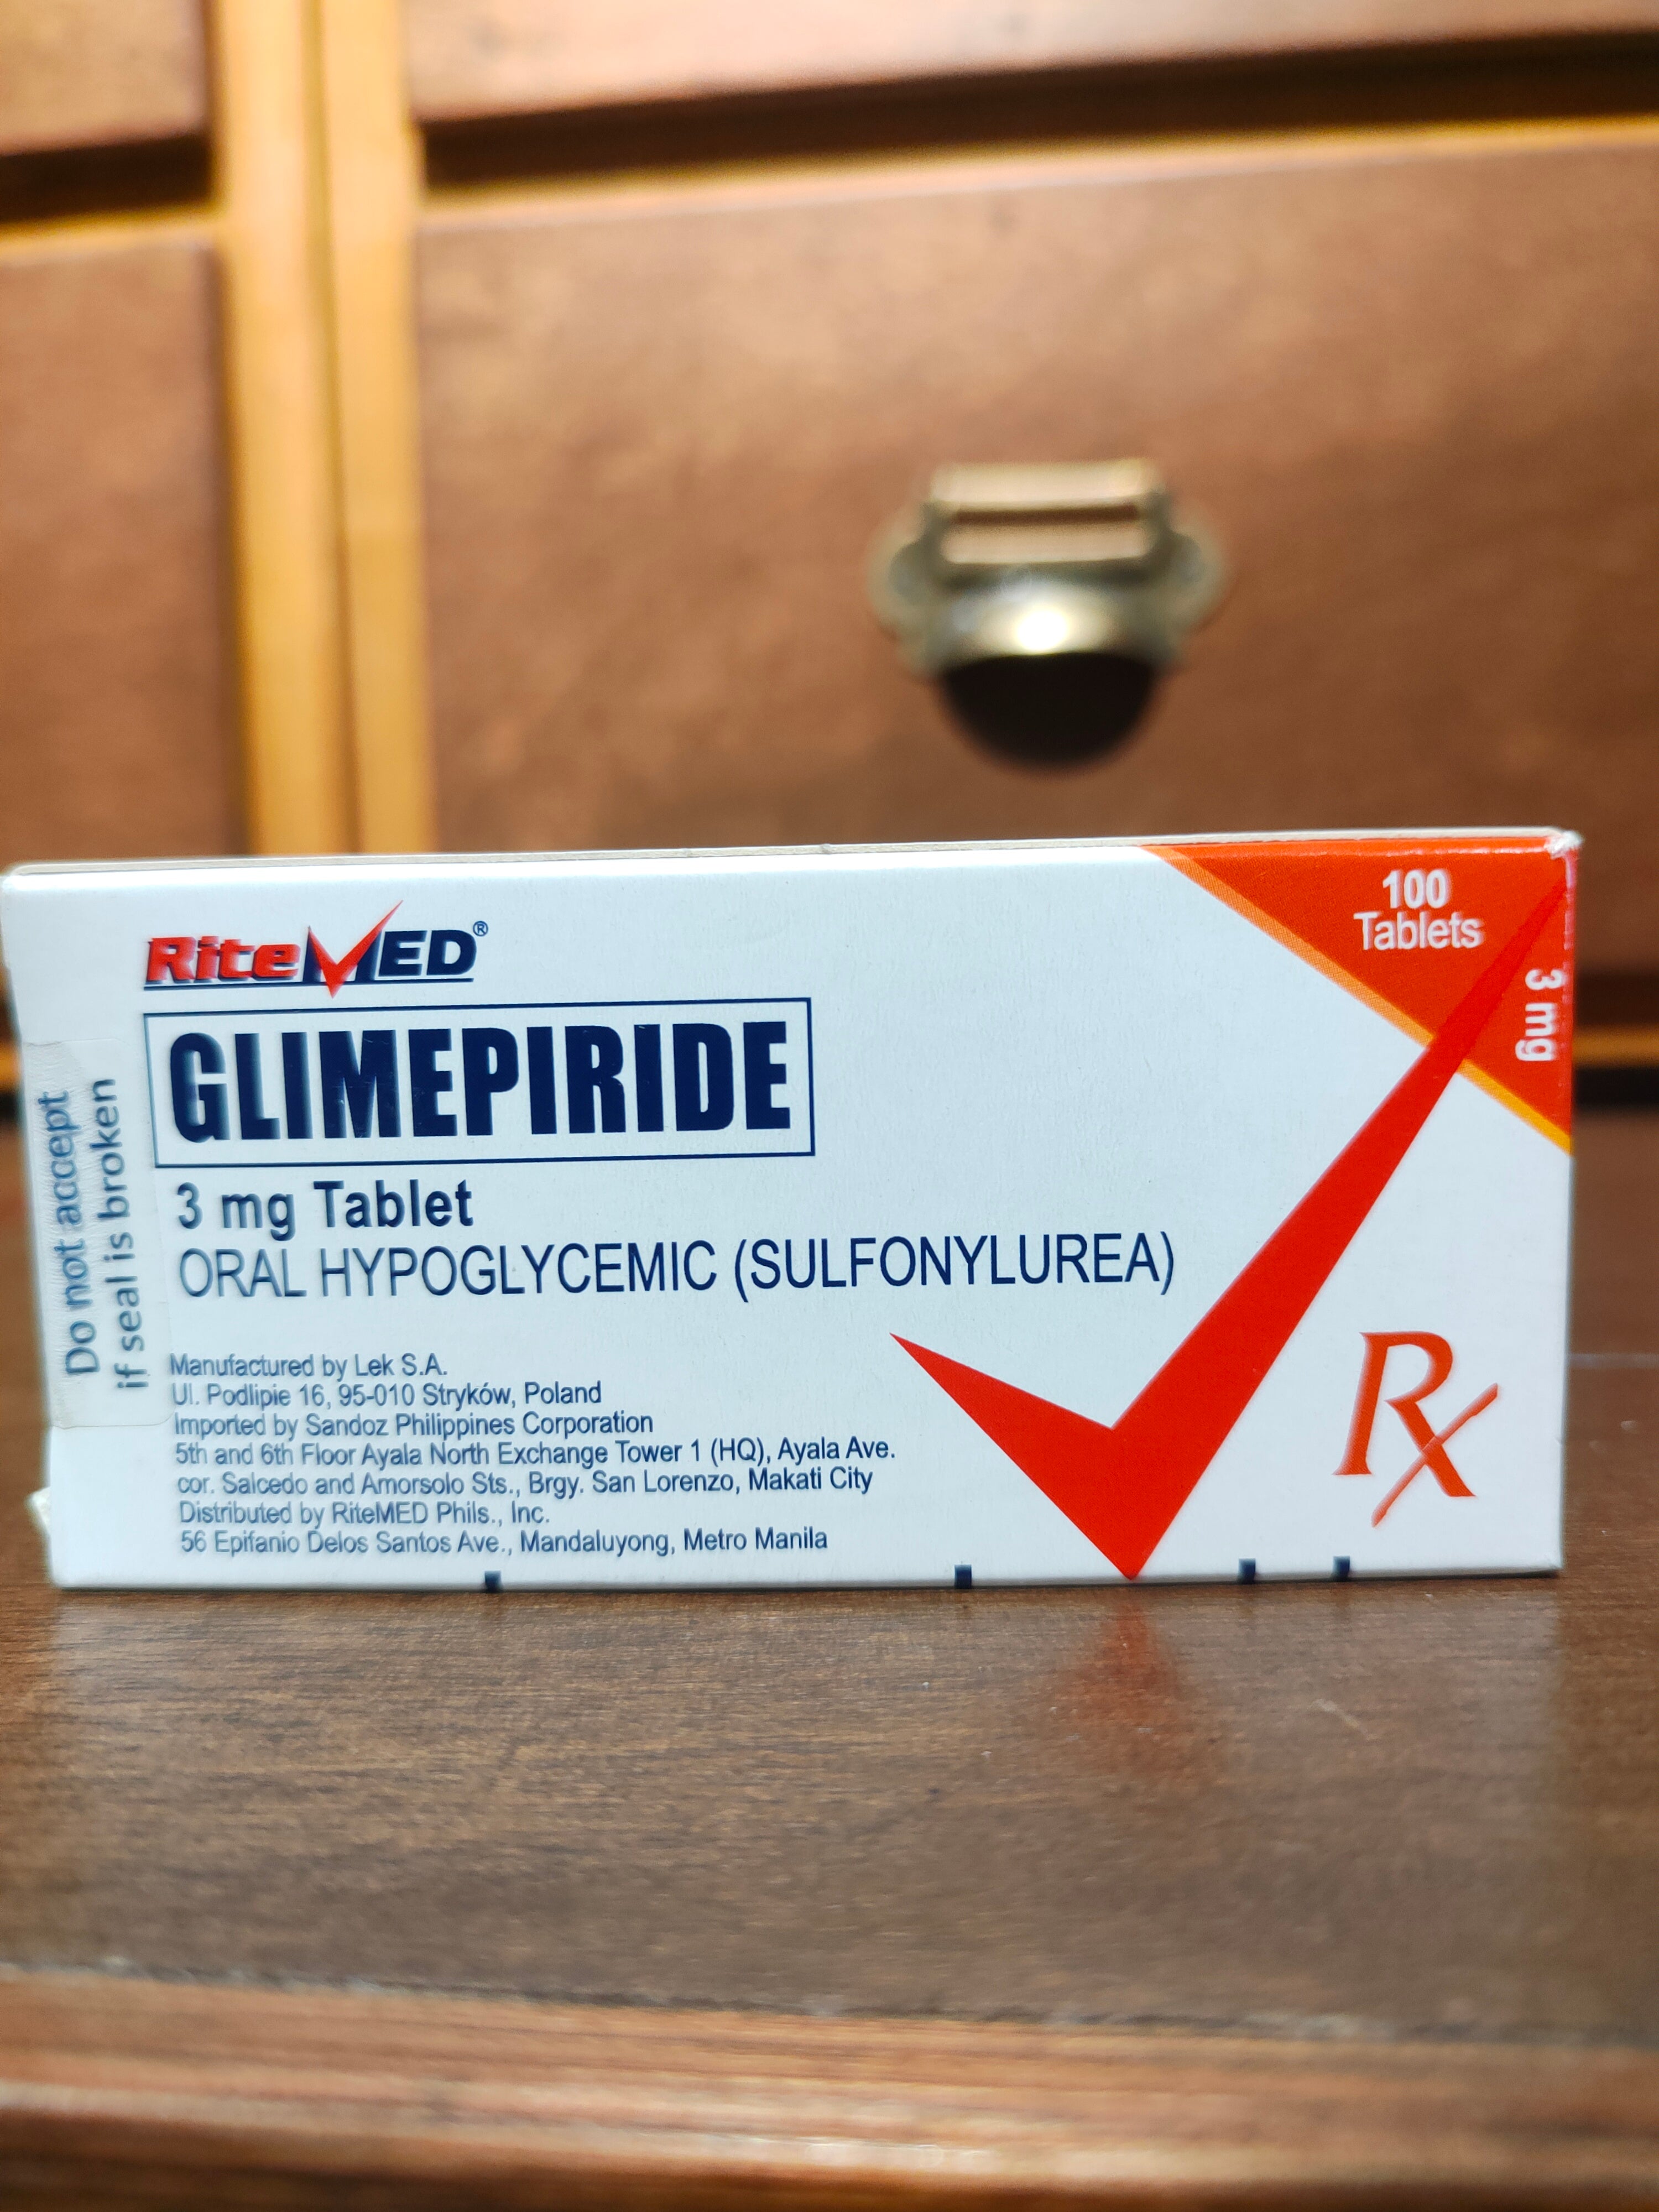 RiteMED®
GLIMEPIRIDE
3 mg Tablet
ORAL HYPOGLYCEMIC (SULFONYLUREA)
Manufactured by Lek S.A.
Ul. Podlipie 16, 95-010 Stryków, Poland
Imported by Sandoz Philippines Corporation
5th and 6th Floor Ayala North Exchange Tower 1 (HQ), Ayala Ave.
cor. Salcedo and Amorsolo Sts., Brgy. San Lorenzo, Makati City
Distributed by RiteMED Phils., Inc.
56 Epifanio Delos Santos Ave., Mandaluyong, Metro Manila
Do not accept
if seal is broken
100
Tablets
3 mg
Rx